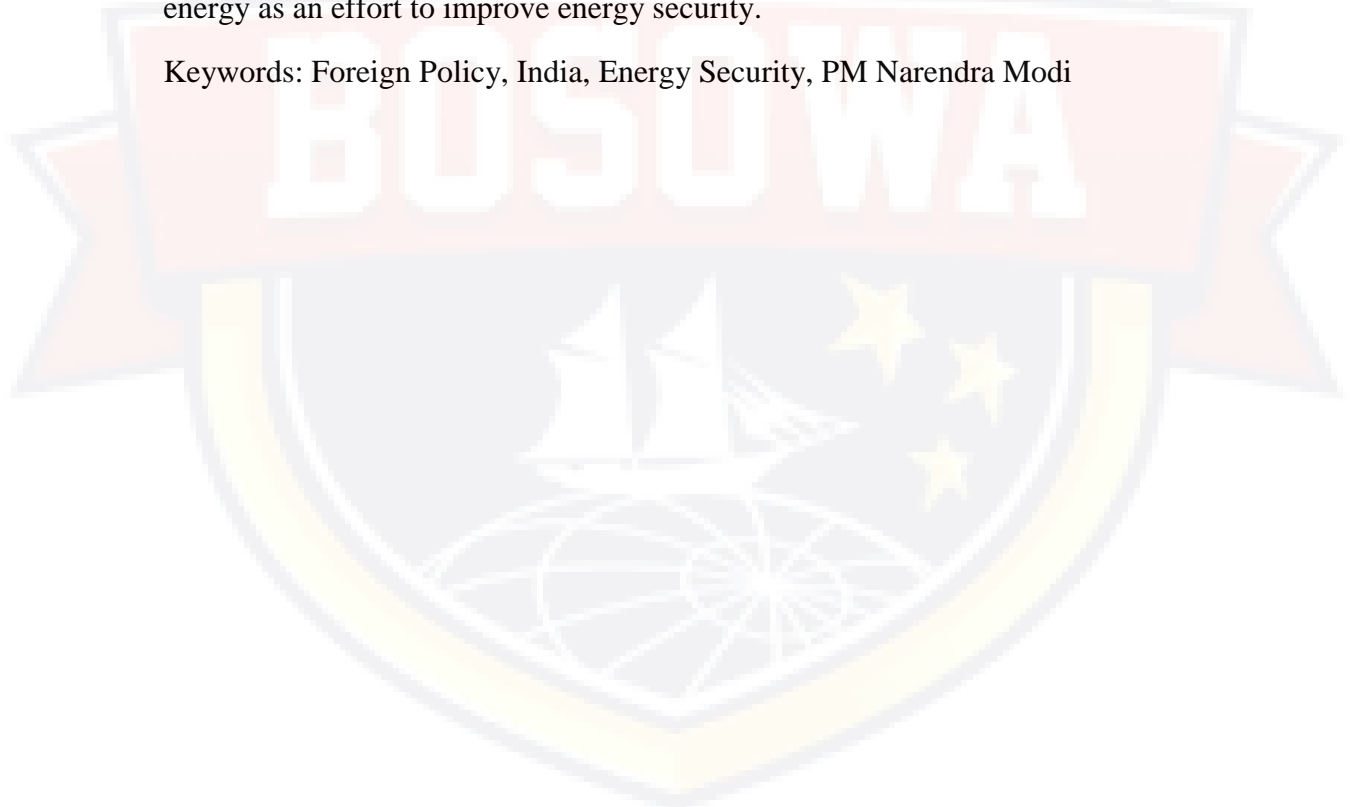 energy as an effort to improve energy security.
Keywords: Foreign Policy, India, Energy Security, PM Narendra Modi
BOSOWA